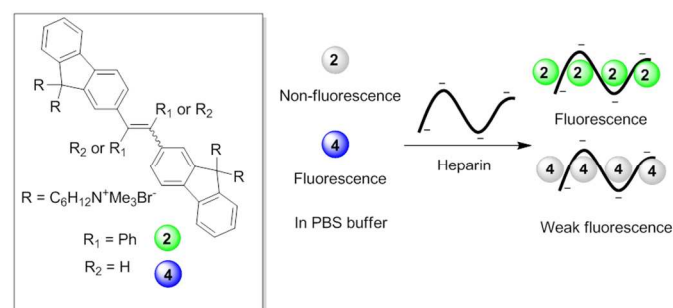 R
R
R₁ or R₂
R₂ or R₁
R
R
R = C₆H₁₂N⁺Me₃Br⁻
R₁ = Ph 2
R₂ = H 4
2
Non-fluorescence
4
Fluorescence
In PBS buffer
− −
−
Heparin
− −
2 2 2 2
− −
Fluorescence
− −
4 4 4 4
− −
Weak fluorescence